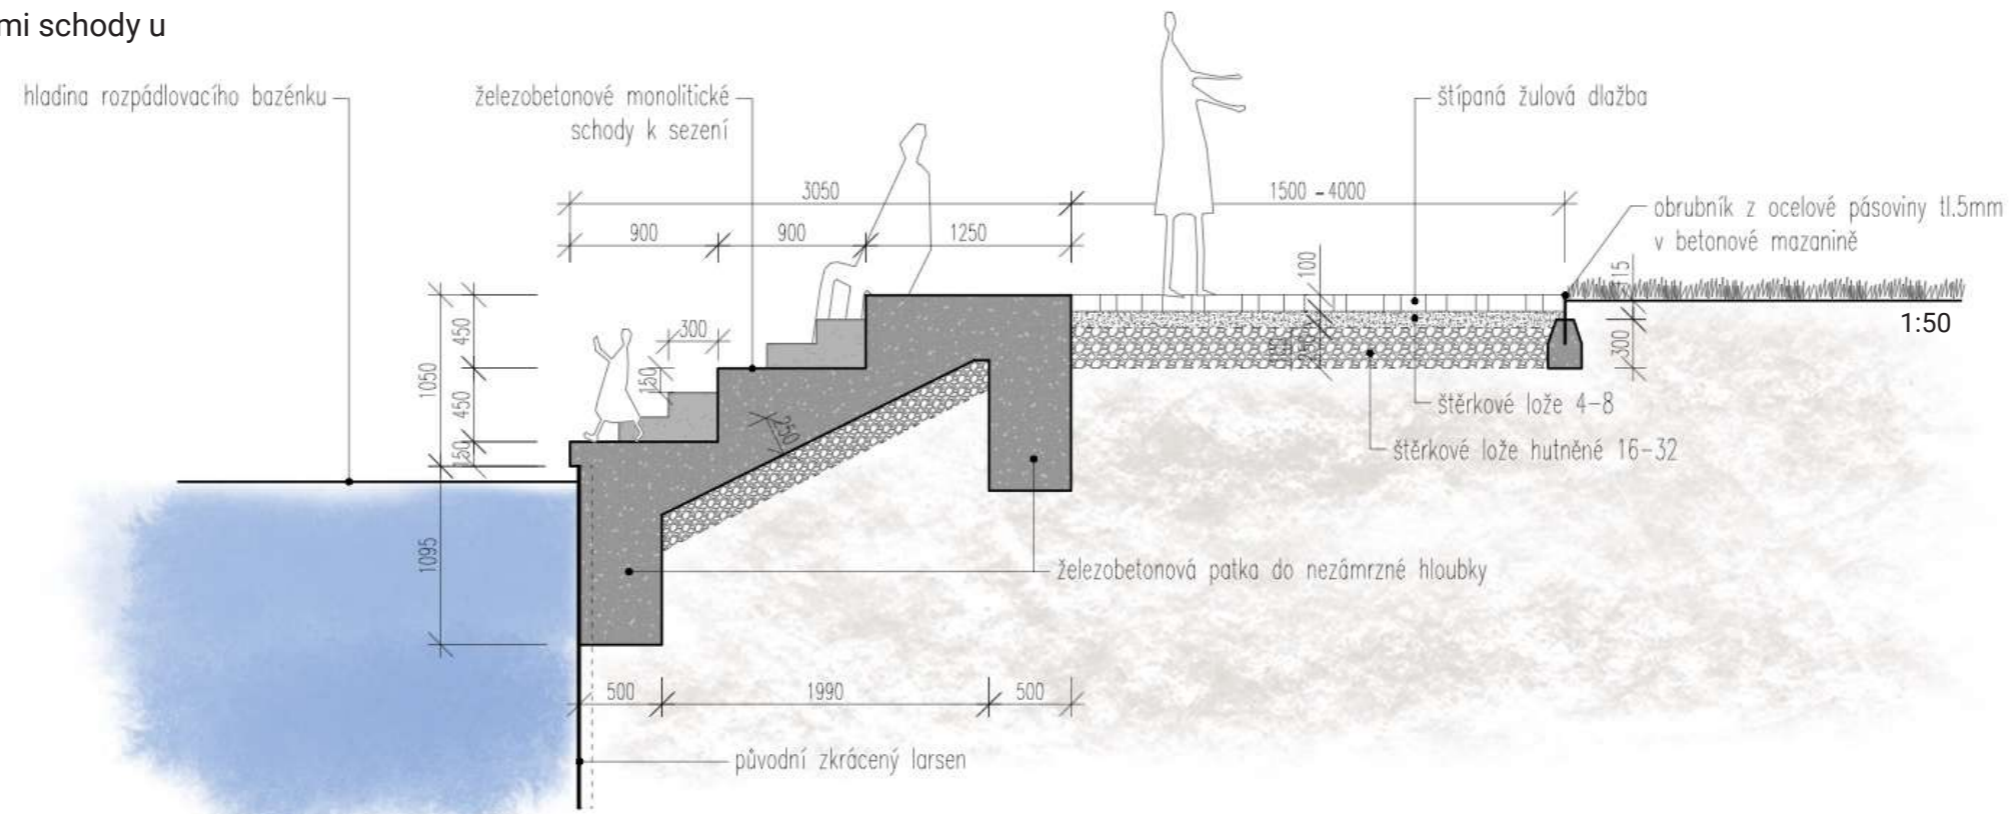 mi schody u
hladina rozpádlovacího bazénku
železobetonové monolitické
schody k sezení
štípaná žulová dlažba
3050
1500 - 4000
obrubník z ocelové pásoviny tl.5mm
v betonové mazanině
900
900
1250
100
15
450
300
1:50
1050
150
250
300
450
štěrkové lože 4-8
250
150
štěrkové lože hutněné 16-32
1095
železobetonová patka do nezámrzné hloubky
500
1990
500
původní zkrácený larsen